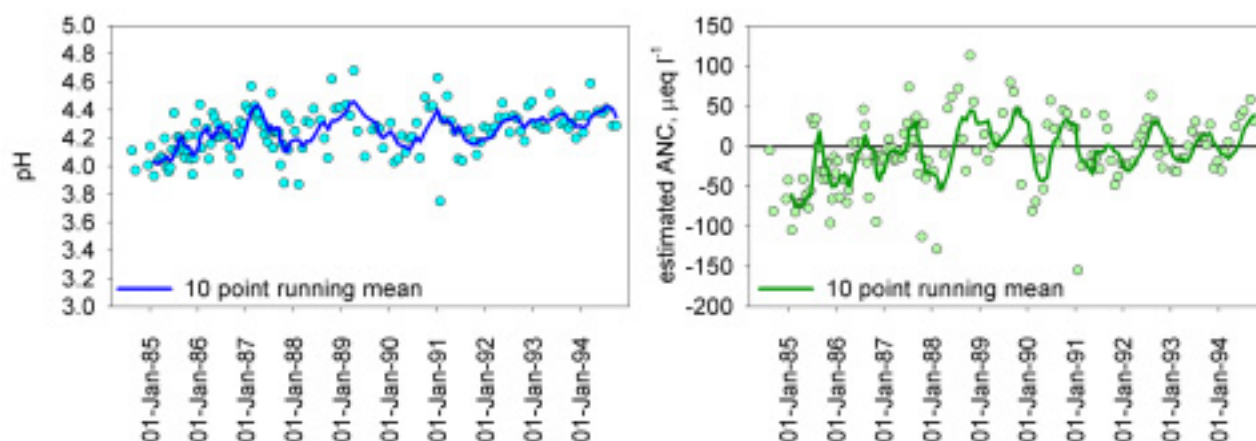 5.0
4.8
4.6
4.4
4.2
4.0
3.8
3.6
3.4
3.2
3.0
pH
10 point running mean
01-Jan-85
01-Jan-86
01-Jan-87
01-Jan-88
01-Jan-89
01-Jan-90
01-Jan-91
01-Jan-92
01-Jan-93
01-Jan-94
150
100
50
0
-50
-100
-150
-200
estimated ANC, µeq l⁻¹
10 point running mean
01-Jan-85
01-Jan-86
01-Jan-87
01-Jan-88
01-Jan-89
01-Jan-90
01-Jan-91
01-Jan-92
01-Jan-93
01-Jan-94